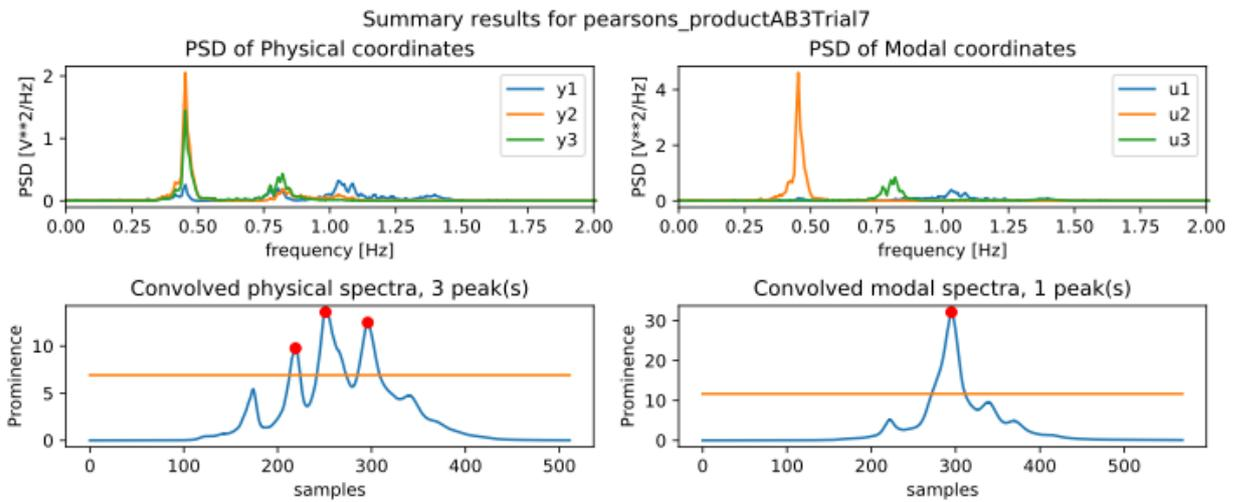 Summary results for pearsons_productAB3Trial7
PSD of Physical coordinates
PSD [V**2/Hz]
2
1
0
y1
y2
y3
0.00 0.25 0.50 0.75 1.00 1.25 1.50 1.75 2.00
frequency [Hz]
PSD of Modal coordinates
PSD [V**2/Hz]
4
2
0
u1
u2
u3
0.00 0.25 0.50 0.75 1.00 1.25 1.50 1.75 2.00
frequency [Hz]
Convolved physical spectra, 3 peak(s)
Prominence
10
5
0
0 100 200 300 400 500
samples
Convolved modal spectra, 1 peak(s)
Prominence
30
20
10
0
0 100 200 300 400 500
samples